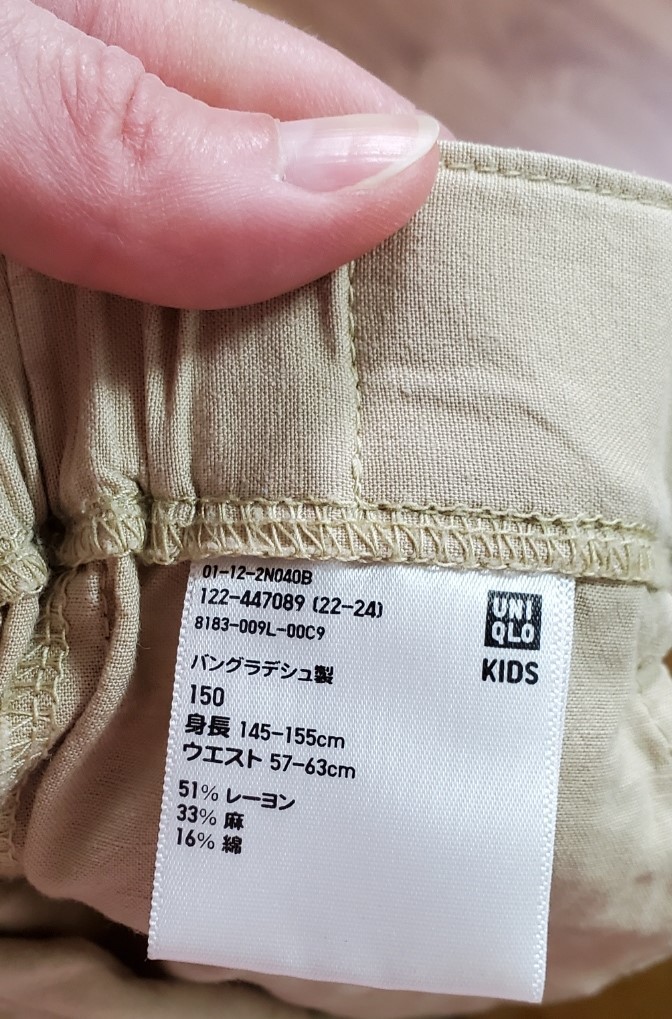 01-12-2N040B
122-447089 (22-24)
8183-009L-00C9
UNI
QLO
KIDS
バングラデシュ製
150
身長 145-155cm
ウエスト 57-63cm
51% レーヨン
33% 麻
16% 綿